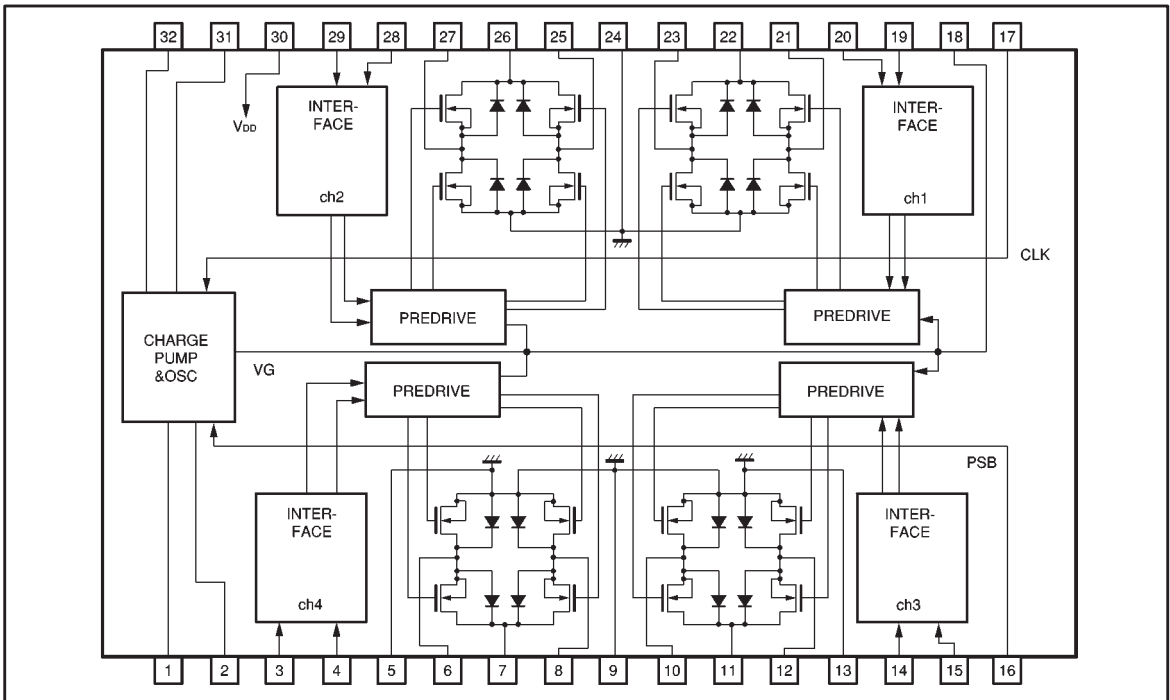 32 31 30 29 28 27 26 25 24 23 22 21 20 19 18 17
INTER-
FACE
ch2
VDD
INTER-
FACE
ch1
CLK
PREDRIVE
PREDRIVE
CHARGE
PUMP
&OSC
VG
PREDRIVE
PREDRIVE
PSB
INTER-
FACE
ch4
INTER-
FACE
ch3
1 2 3 4 5 6 7 8 9 10 11 12 13 14 15 16